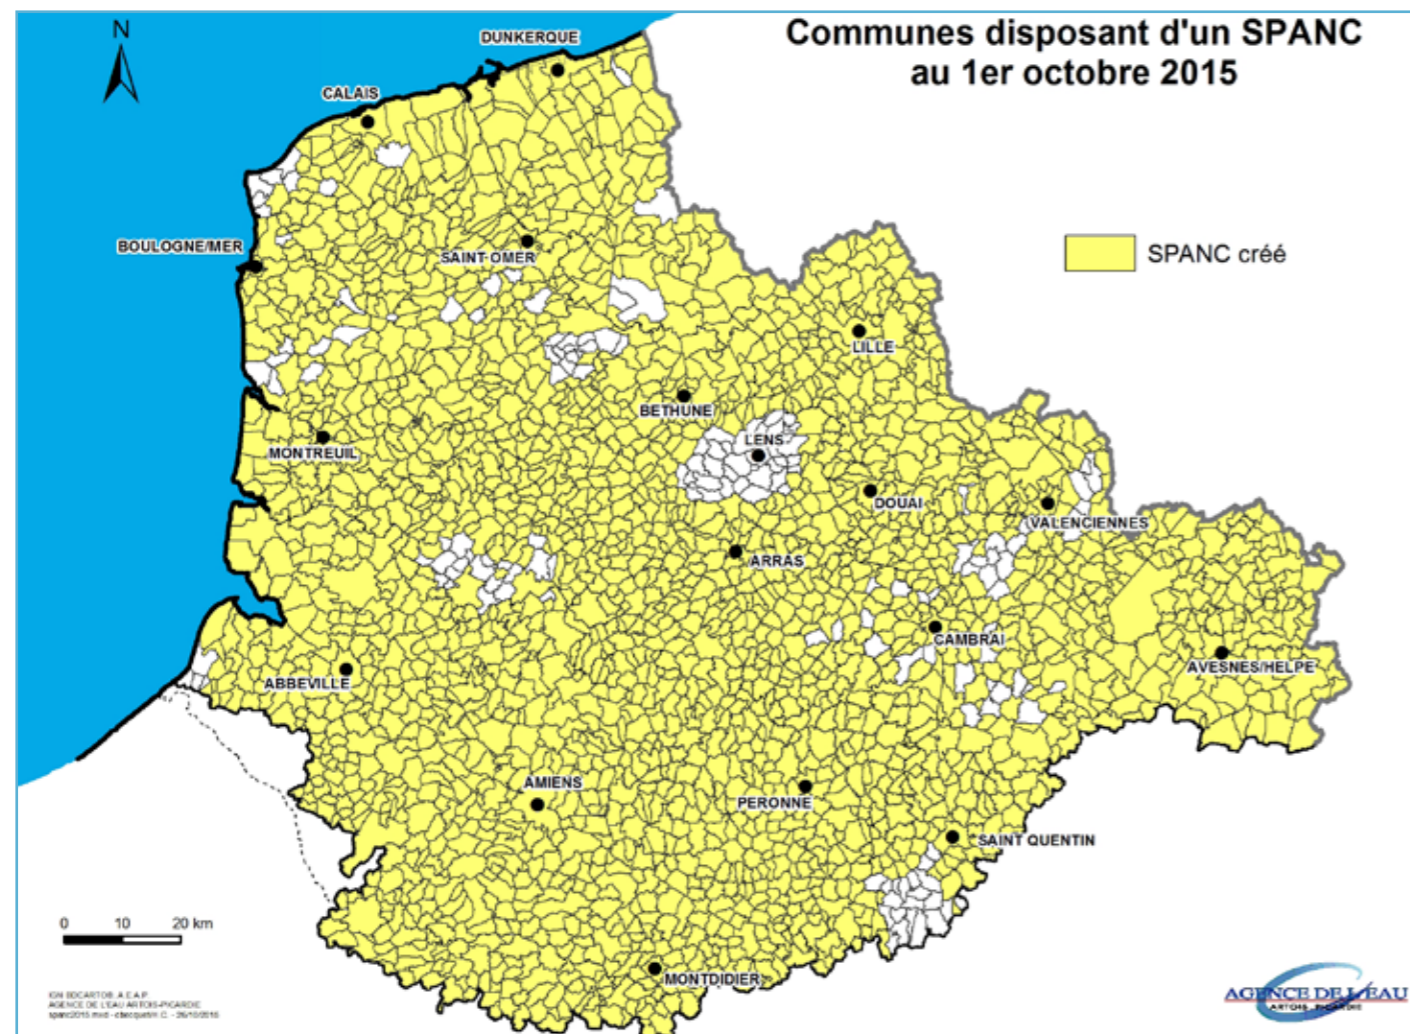 Communes disposant d'un SPANC
au 1er octobre 2015
N
DUNKERQUE
CALAIS
BOULOGNE/MER
SAINT OMER
SPANC créé
LILLE
BETHUNE
LENS
MONTREUIL
DOUAI
VALENCIENNES
ARRAS
CAMBRAI
AVESNES/HELPE
ABBEVILLE
AMIENS
PERONNE
SAINT QUENTIN
0 10 20 km
MONTDIDIER
IGN BDCARTO®, A.E.A.P.
AGENCE DE L'EAU ARTOIS-PICARDIE
AGENCE DE L'EAU
ARTOIS - PICARDIE